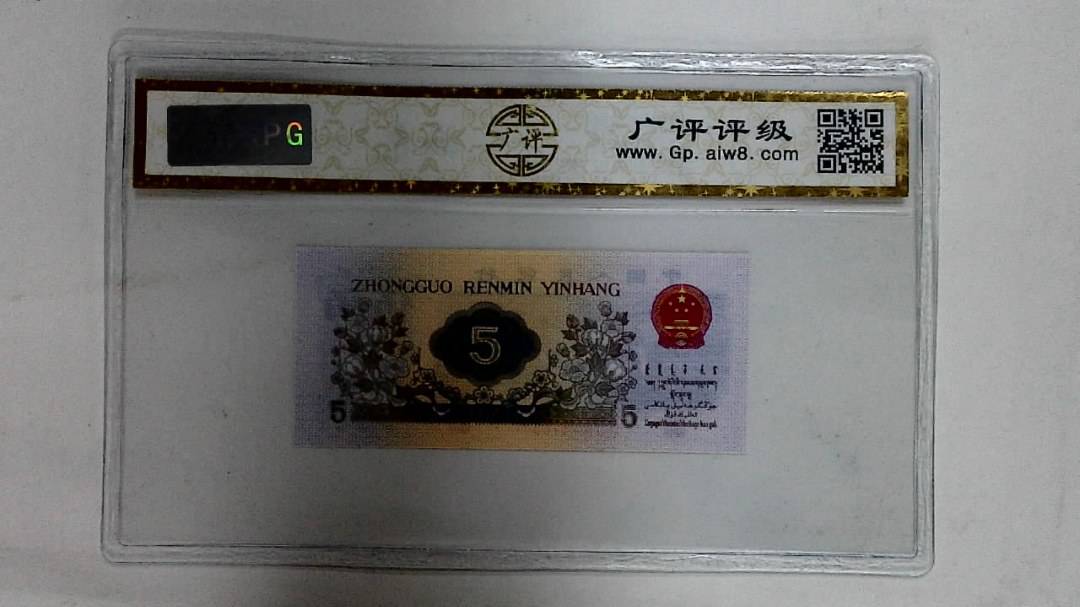 PG
广评
广评评级
www.Gp.aiw8.com
ZHONGGUO RENMIN YINHANG
5
5
5